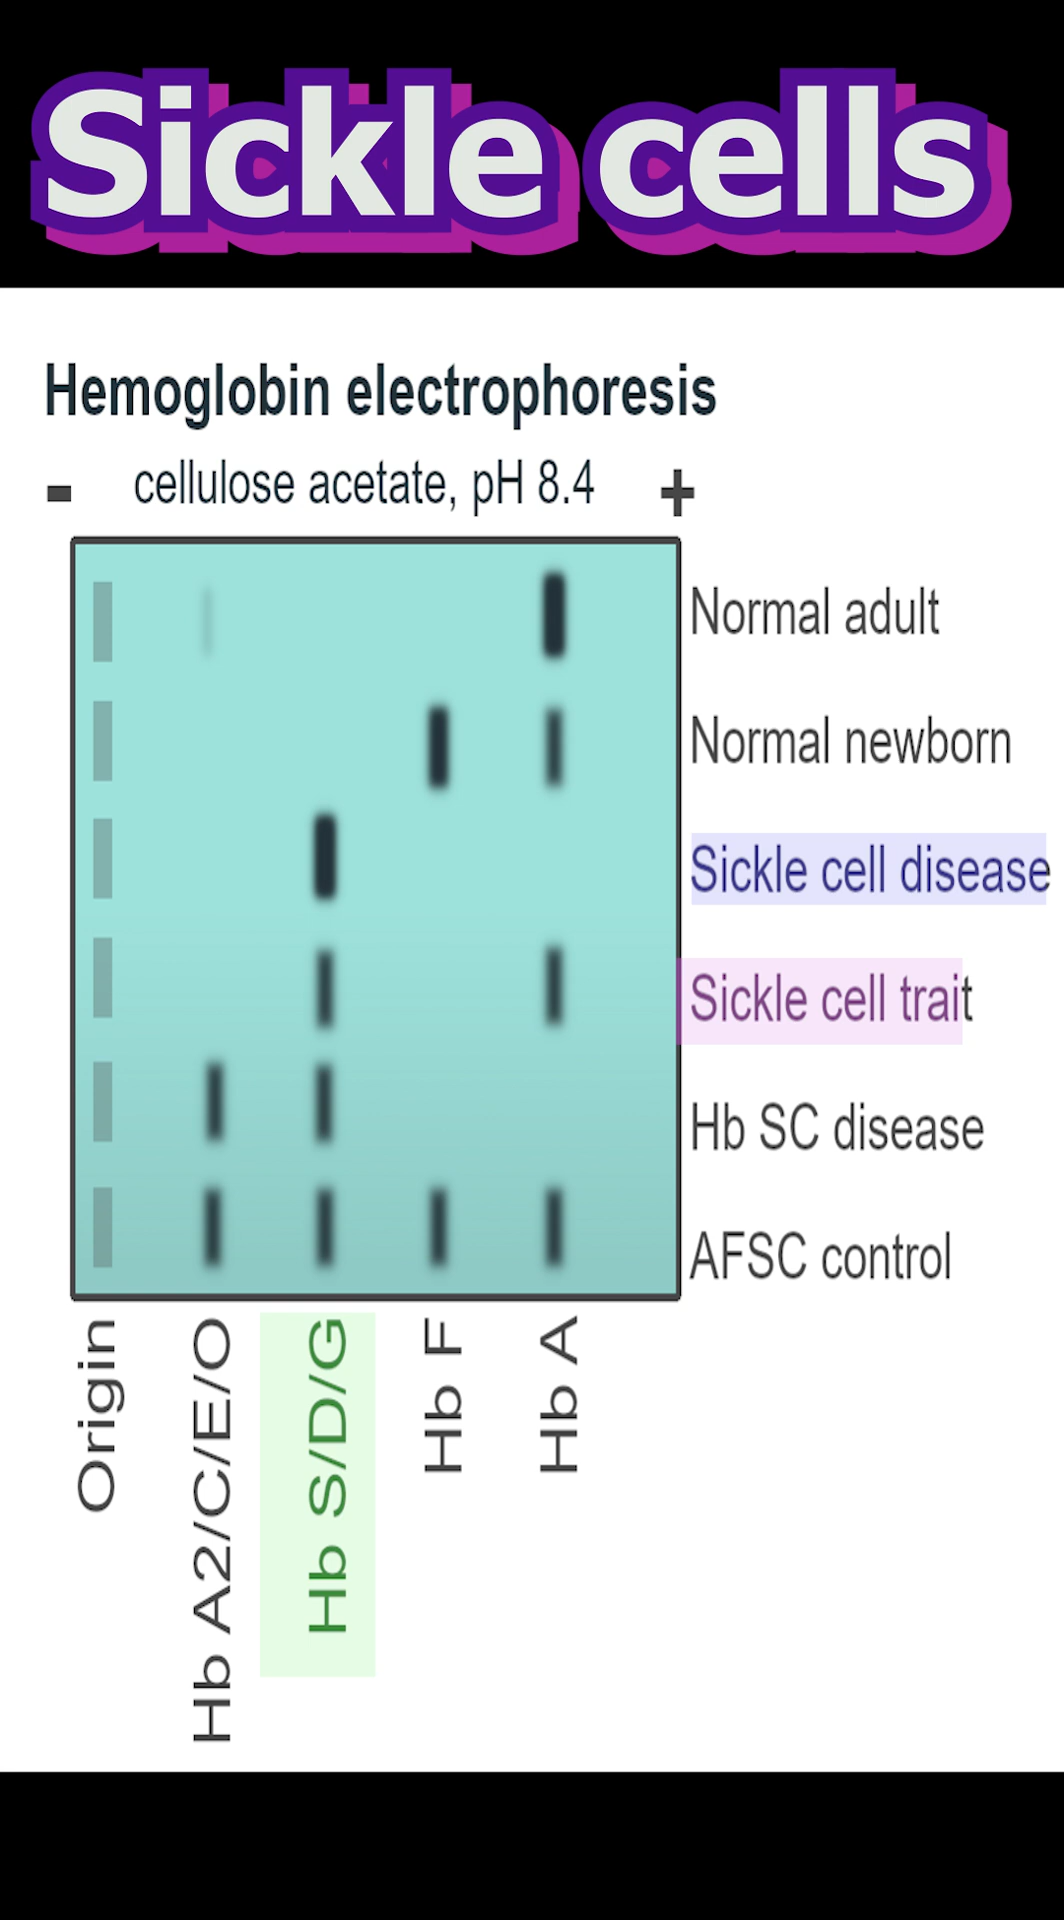 Sickle cells
Hemoglobin electrophoresis
- cellulose acetate, pH 8.4 +
Normal adult
Normal newborn
Sickle cell disease
Sickle cell trait
Hb SC disease
AFSC control
Origin
Hb A2/C/E/O
Hb S/D/G
Hb F
Hb A